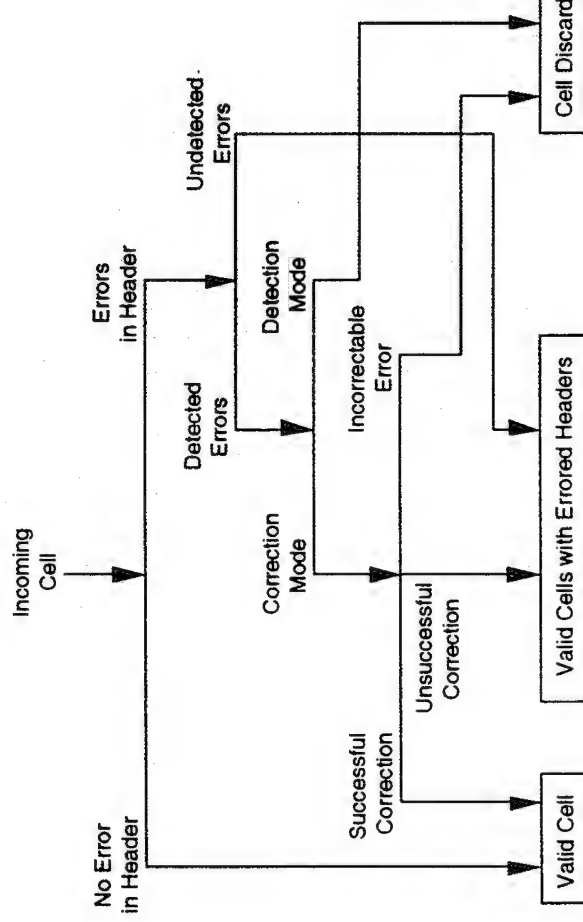 Incoming
Cell
No Error
in Header
Errors
in Header
Detected
Errors
Undetected
Errors
Correction
Mode
Detection
Mode
Successful
Correction
Unsuccessful
Correction
Incorrectable
Error
Valid Cell
Valid Cells with Errored Headers
Cell Discard